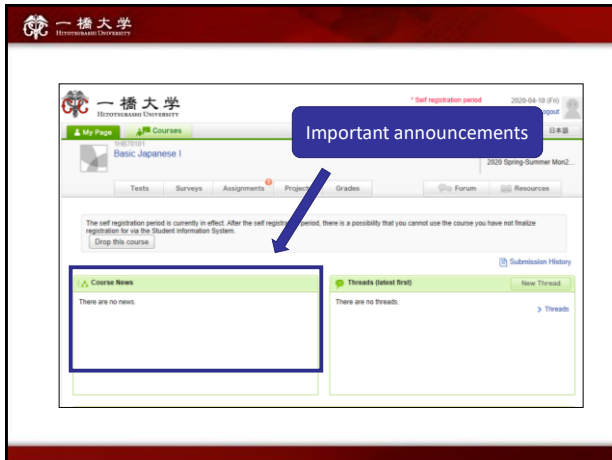 一橋大学
HITOTSUBASHI UNIVERSITY
一橋大学
HITOTSUBASHI UNIVERSITY
* Self registration period
2020-04-10 (Fri)
Logout
My Page
Courses
日本語
Important announcements
Basic Japanese I
2020 Spring-Summer Mon2...
Tests
Surveys
Assignments
Project
Grades
Forum
Resources
The self registration period is currently in effect. After the self registration period, there is a possibility that you cannot use the course you have not finalize
registration for via the Student Information System.
Drop this course
Submission History
Course News
Threads (latest first)
New Thread
There are no news.
There are no threads.
Threads